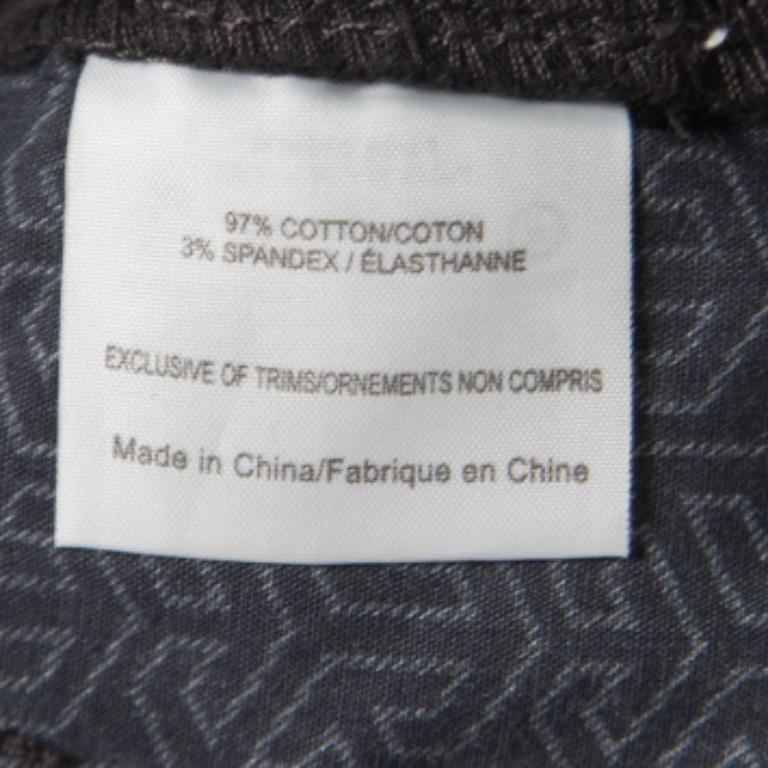 97% COTTON/COTON
3% SPANDEX / ÉLASTHANNE
EXCLUSIVE OF TRIMS/ORNEMENTS NON COMPRIS
Made in China/Fabrique en Chine